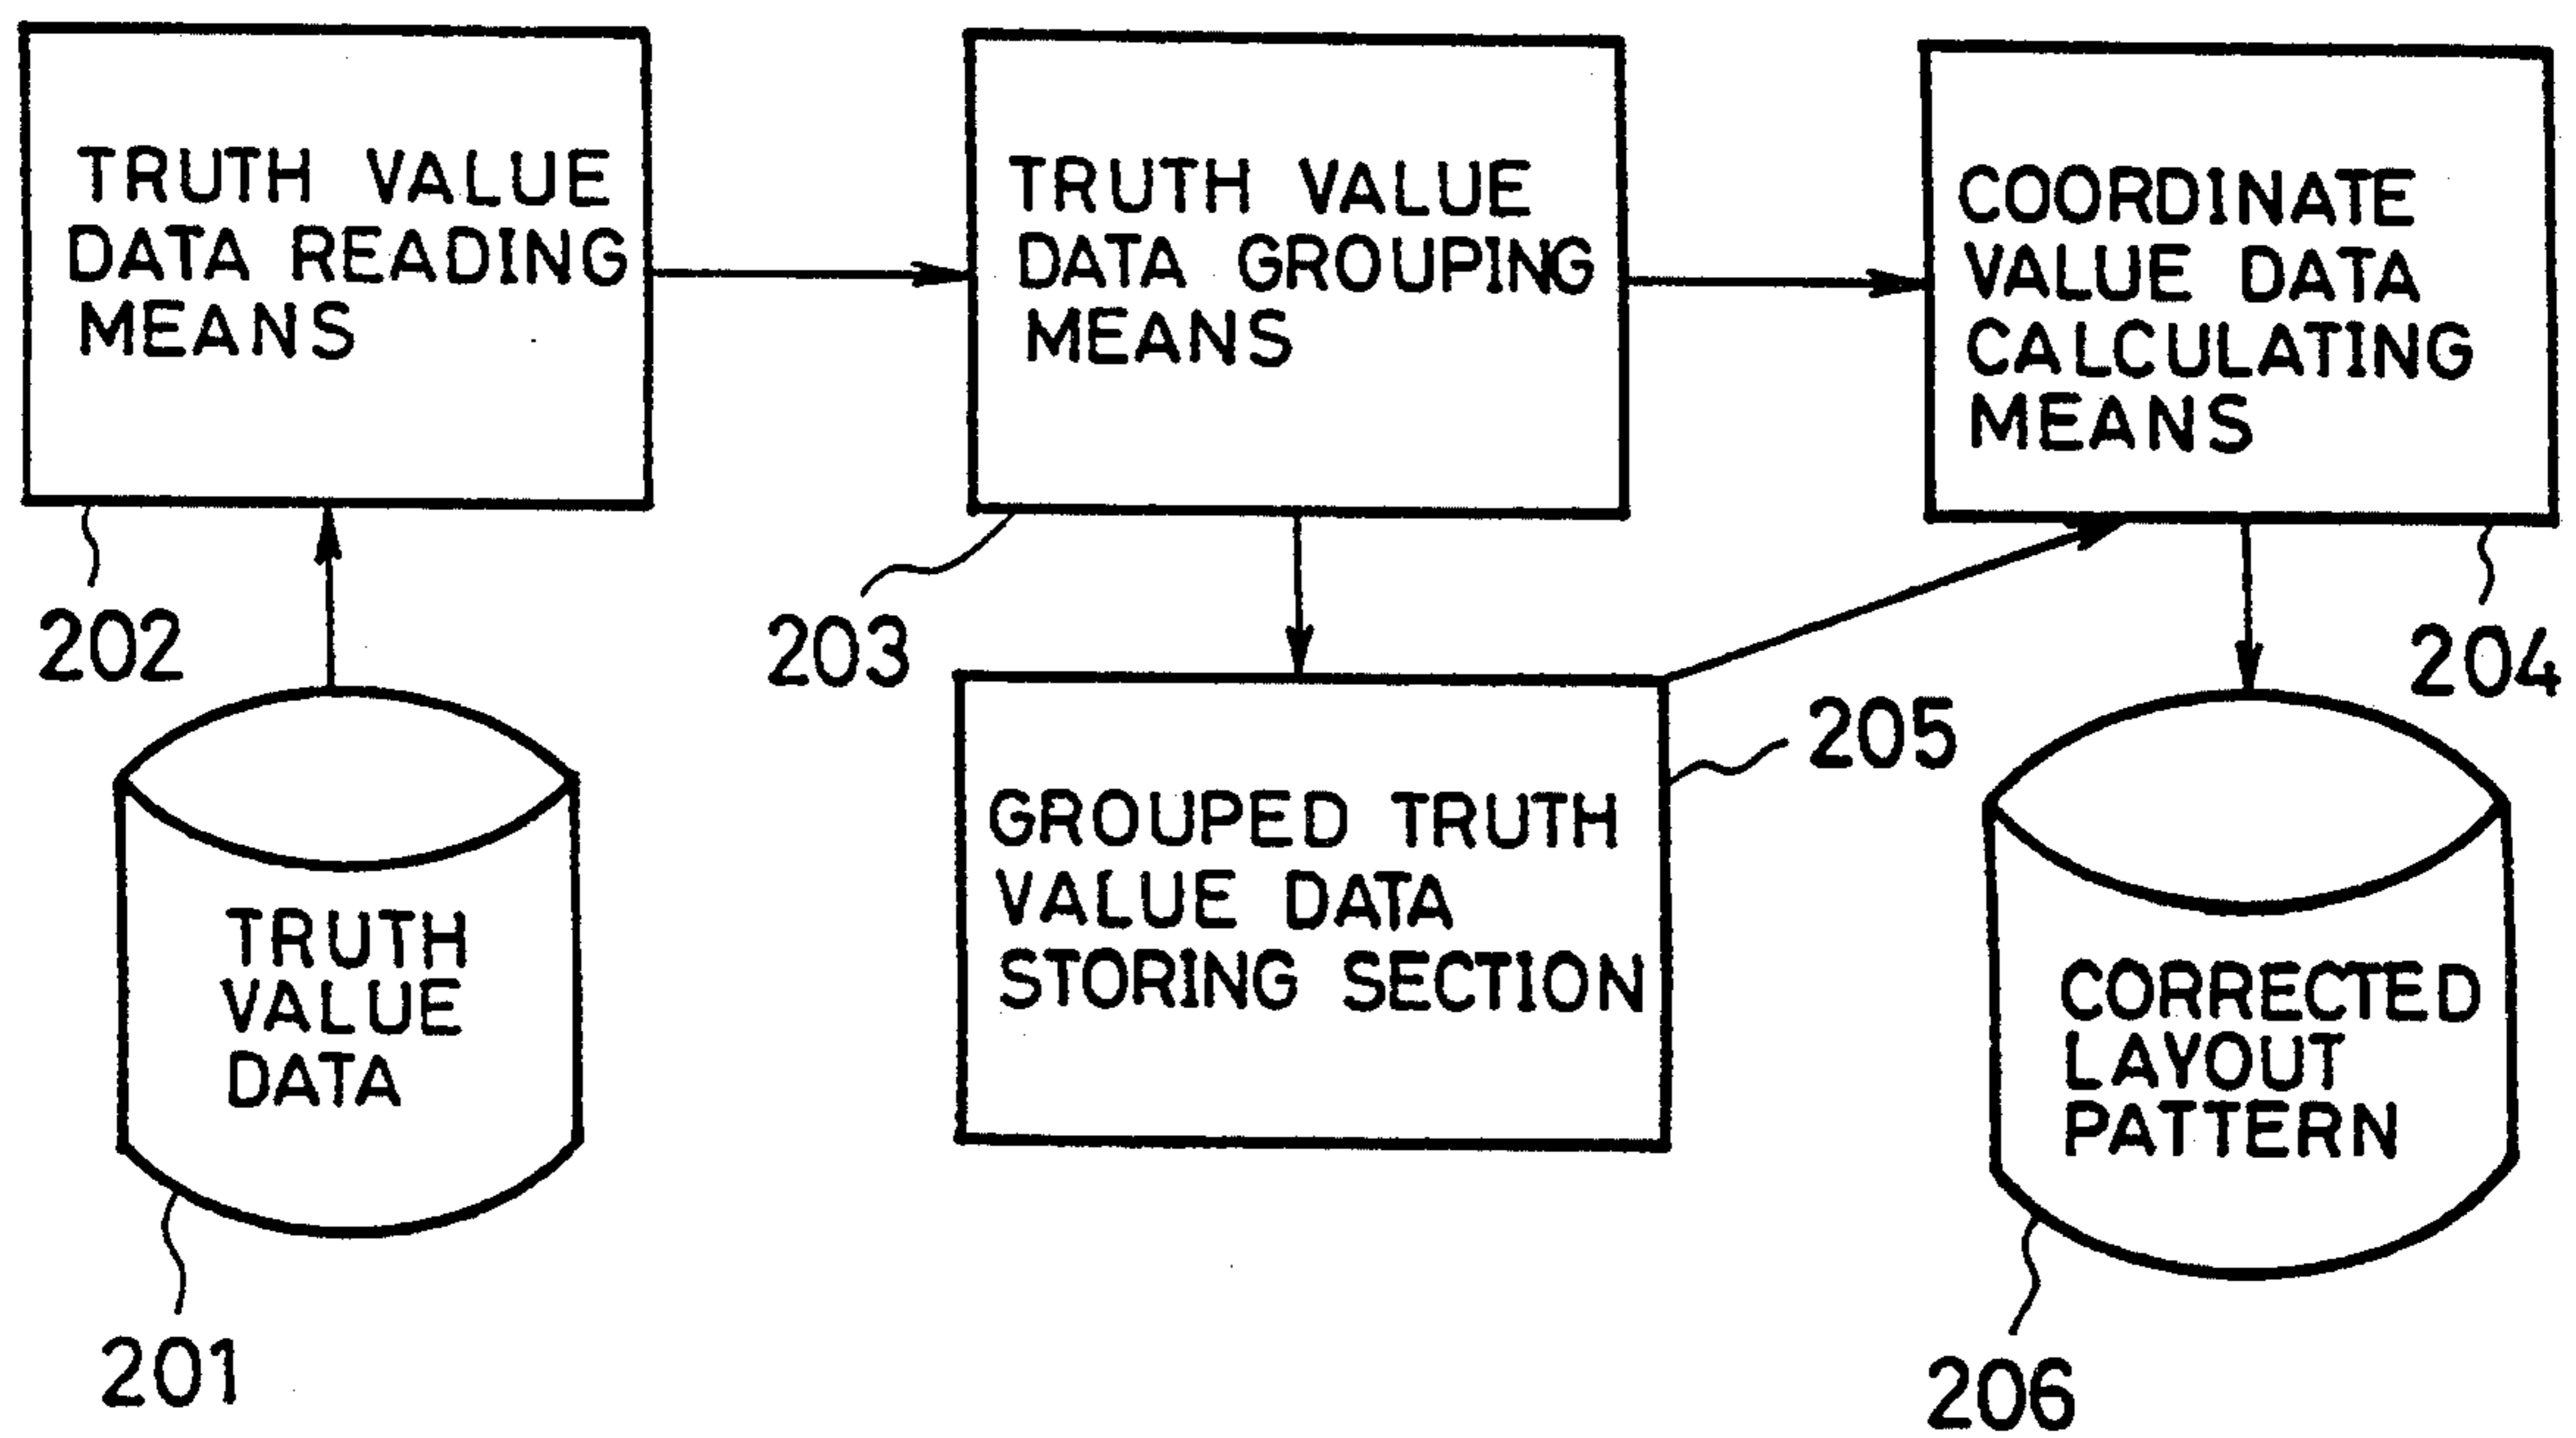 TRUTH VALUE
DATA READING
MEANS
202
TRUTH VALUE
DATA GROUPING
MEANS
203
COORDINATE
VALUE DATA
CALCULATING
MEANS
204
TRUTH
VALUE
DATA
201
GROUPED TRUTH
VALUE DATA
STORING SECTION
205
CORRECTED
LAYOUT
PATTERN
206